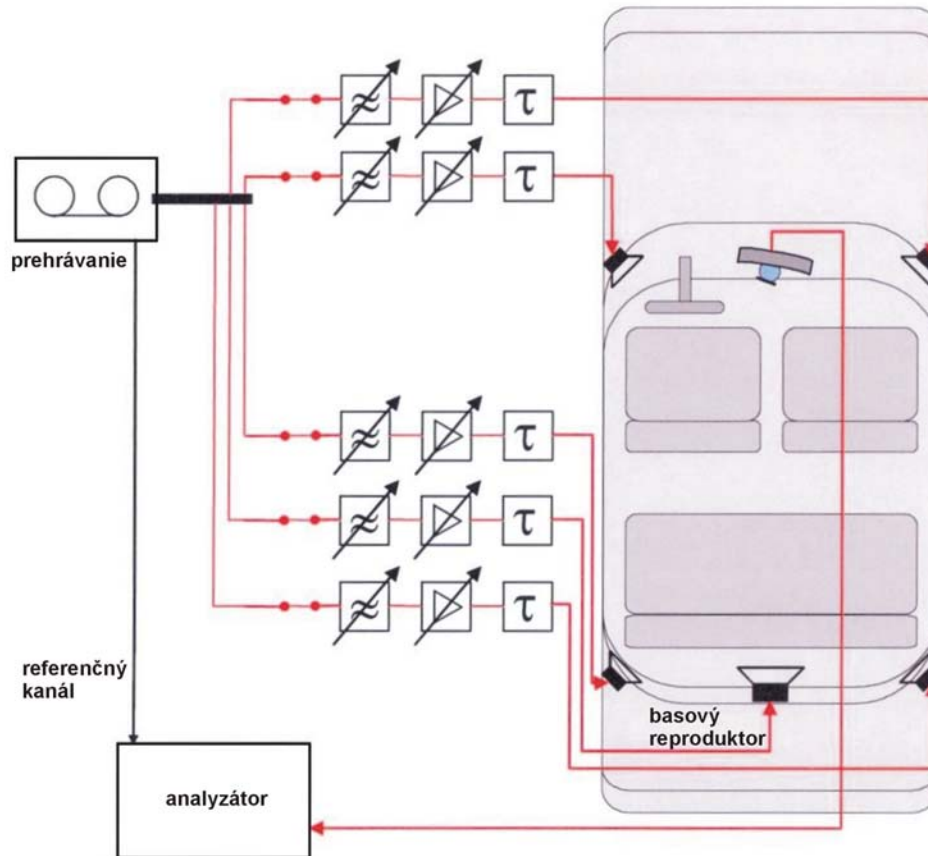 τ
τ
prehrávanie
τ
τ
τ
referenčný
kanál
basový
reproduktor
analyzátor